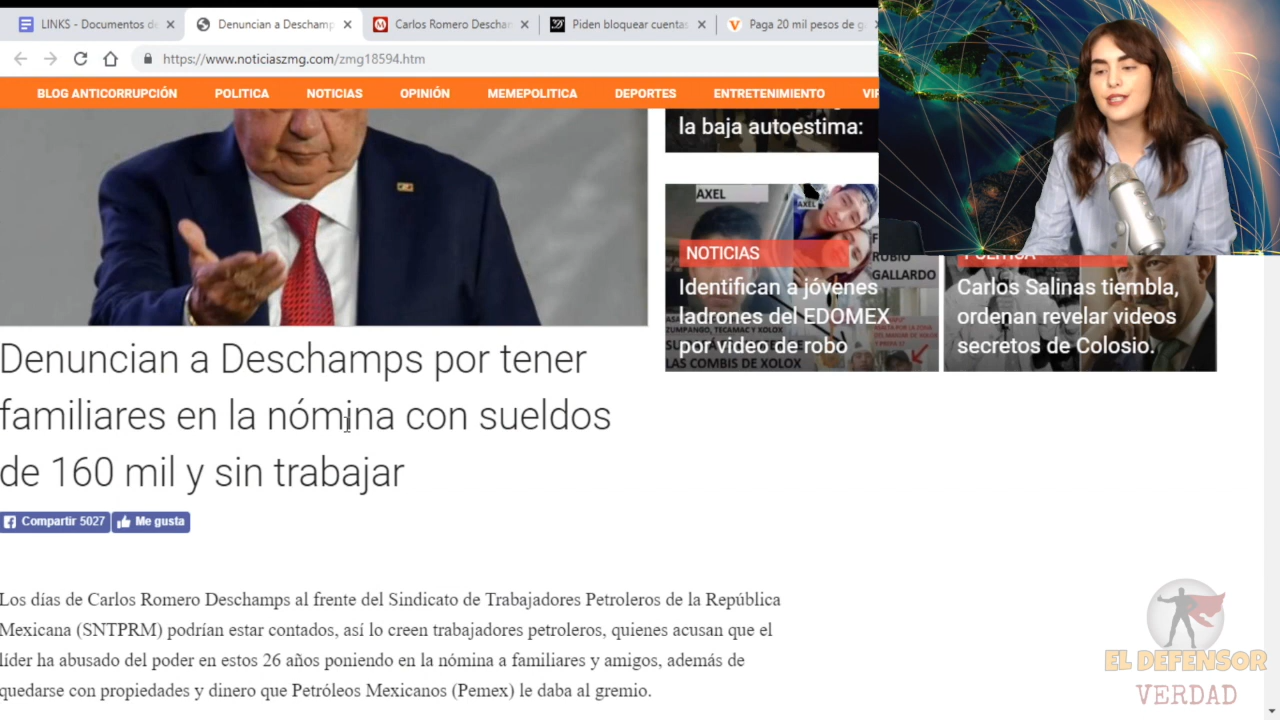 LINKS - Documentos de
Denuncian a Deschamp
Carlos Romero Descham
Piden bloquear cuentas
Paga 20 mil pesos de g
https://www.noticiaszmg.com/zmg18594.htm
BLOG ANTICORRUPCIÓN
POLITICA
NOTICIAS
OPINIÓN
MEMEPOLITICA
DEPORTES
ENTRETENIMIENTO
VIR
la baja autoestima:
AXEL
AXEL
NOTICIAS
RUBIO
GALLARDO
Identifican a jóvenes
ladrones del EDOMEX
por video de robo
ZUMPANGO, TECAMAC Y XOLOX
LAS COMBIS DE XOLOX
POLITICA
Carlos Salinas tiembla,
ordenan revelar videos
secretos de Colosio.
Denuncian a Deschamps por tener
familiares en la nómina con sueldos
de 160 mil y sin trabajar
Compartir 5027
Me gusta
Los días de Carlos Romero Deschamps al frente del Sindicato de Trabajadores Petroleros de la República
Mexicana (SNTPRM) podrían estar contados, así lo creen trabajadores petroleros, quienes acusan que el
líder ha abusado del poder en estos 26 años poniendo en la nómina a familiares y amigos, además de
quedarse con propiedades y dinero que Petróleos Mexicanos (Pemex) le daba al gremio.
EL DEFENSOR
VERDAD